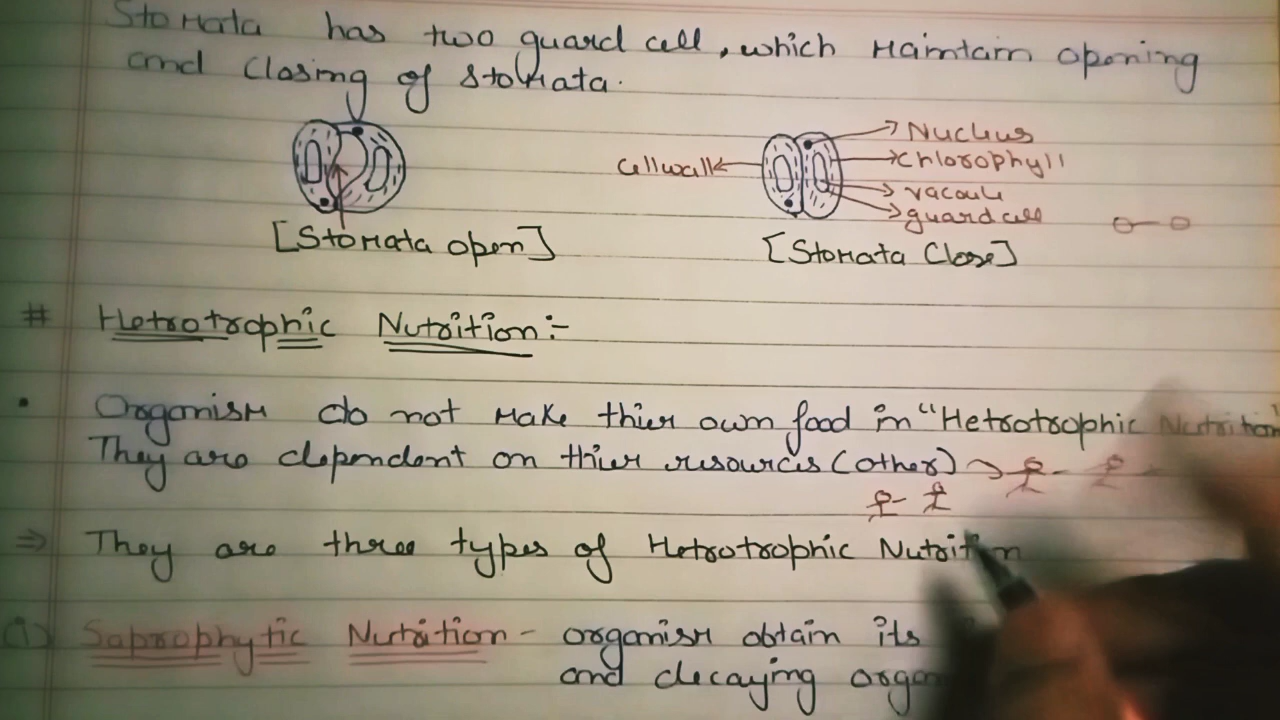 Stomata has two guard cell, which maintain opening
and closing of stomata.
Nucleus
cellwall
chlorophyll
vacoule
guard cell
[Stomata open]
[Stomata Close]
# Hetrotrophic Nutrition:-
• Organism do not make thier own food in "Hetrotrophic Nutrition
They are dependent on thier resources (other)
⇒ They are three types of Hetrotrophic Nutrition
(i) Saprophytic Nutrition - organism obtain its
and decaying